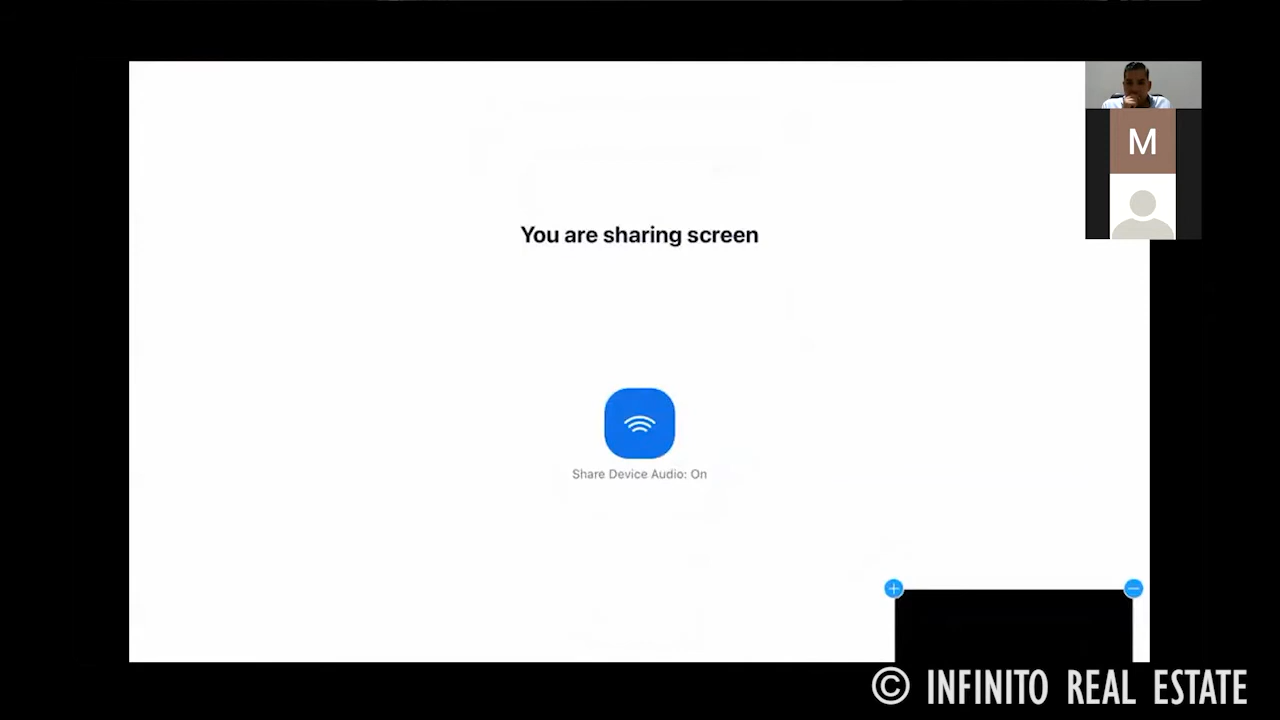 M
You are sharing screen
Share Device Audio: On
© INFINITO REAL ESTATE